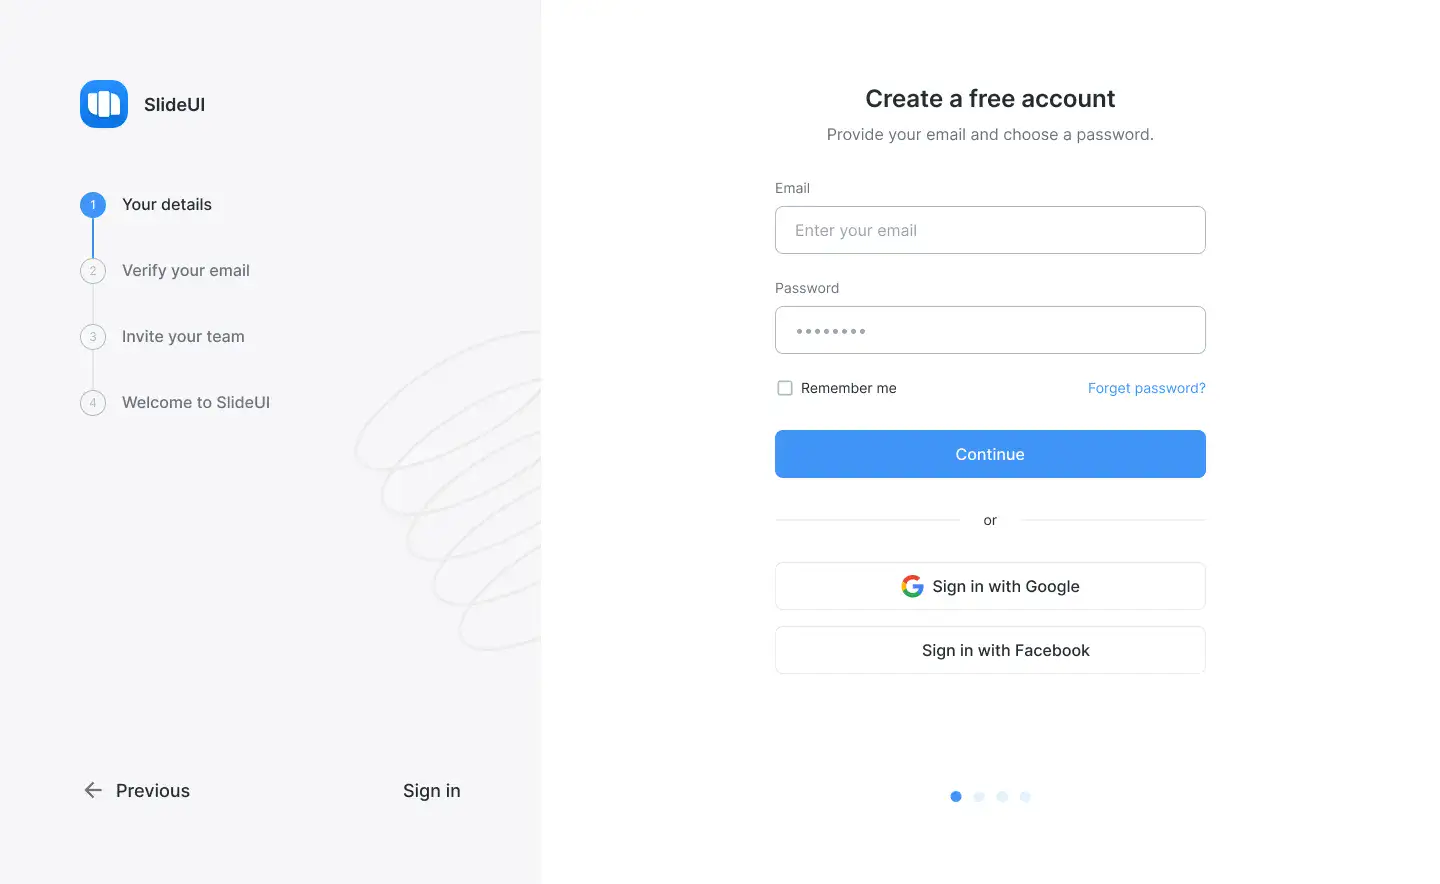 SlideUI
1 Your details
2 Verify your email
3 Invite your team
4 Welcome to SlideUI
Previous
Sign in
Create a free account
Provide your email and choose a password.
Email
Enter your email
Password
Remember me
Forget password?
Continue
or
Sign in with Google
Sign in with Facebook